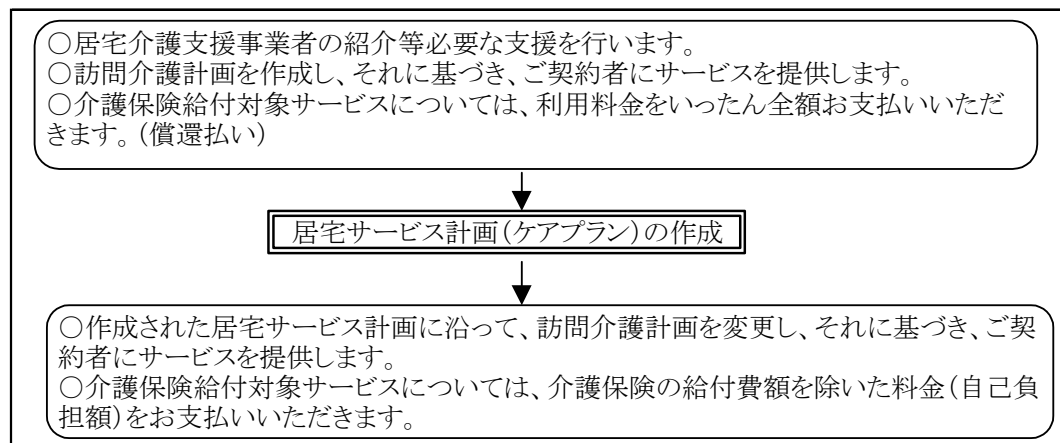 ○居宅介護支援事業者の紹介等必要な支援を行います。
○訪問介護計画を作成し、それに基づき、ご契約者にサービスを提供します。
○介護保険給付対象サービスについては、利用料金をいったん全額お支払いいただ
きます。(償還払い)
居宅サービス計画(ケアプラン)の作成
○作成された居宅サービス計画に沿って、訪問介護計画を変更し、それに基づき、ご契
約者にサービスを提供します。
○介護保険給付対象サービスについては、介護保険の給付費額を除いた料金(自己負
担額)をお支払いいただきます。